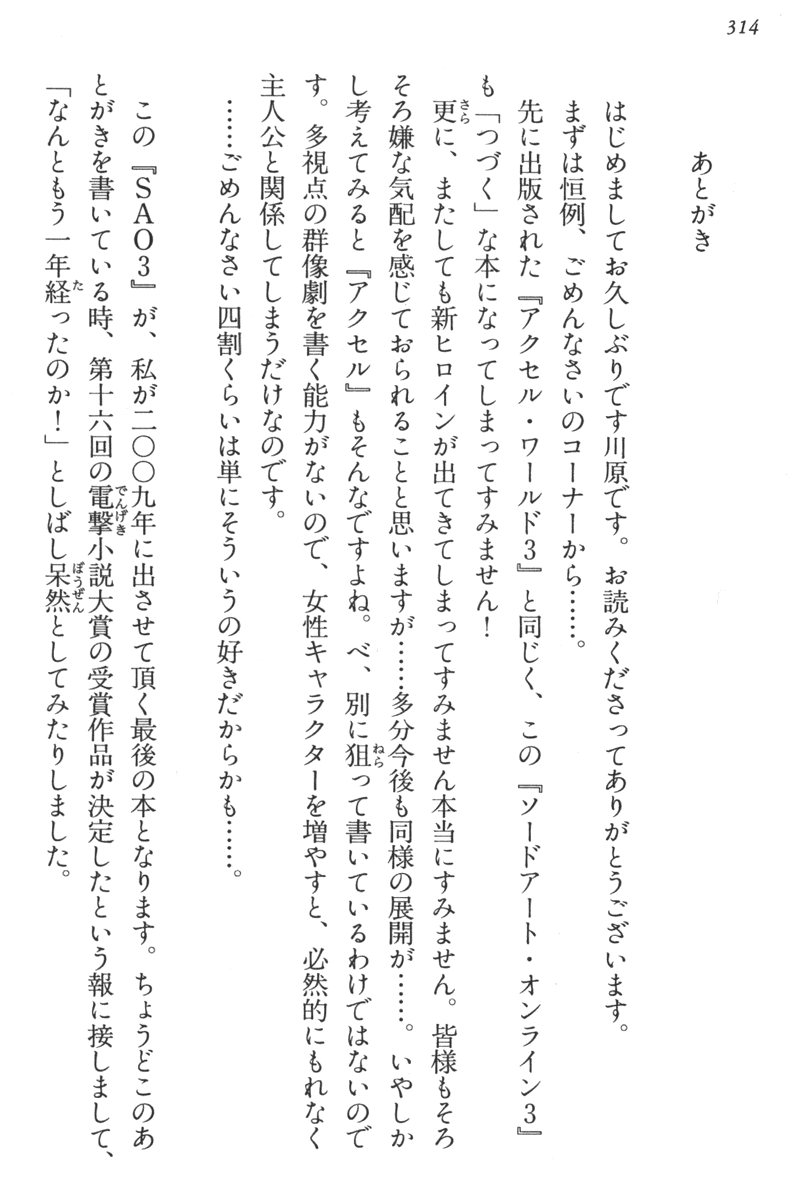 314
あとがき
はじめましてお久しぶりです川原です。お読みくださってありがとうございます。
まずは恒例、ごめんなさいのコーナーから……。
先に出版された『アクセル・ワールド3』と同じく、この『ソードアート・オンライン3』
も「つづく」な本になってしまってすみません！
更に、またしても新ヒロインが出てきてしまってすみません本当にすみません。皆様もそろ
そろ嫌な気配を感じておられることと思いますが……多分今後も同様の展開が……。いやしか
し考えてみると『アクセル』もそんなですよね。べ、別に狙って書いているわけではないので
す。多視点の群像劇を書く能力がないので、女性キャラクターを増やすと、必然的にもれなく
主人公と関係してしまうだけなのです。
……ごめんなさい四割くらいは単にそういうの好きだからかも……。
この『SAO3』が、私が二〇〇九年に出させて頂く最後の本となります。ちょうどこのあ
とがきを書いている時、第十六回の電撃小説大賞の受賞作品が決定したという報に接しまして、
「なんともう一年経ったのか！」としばし呆然としてみたりしました。